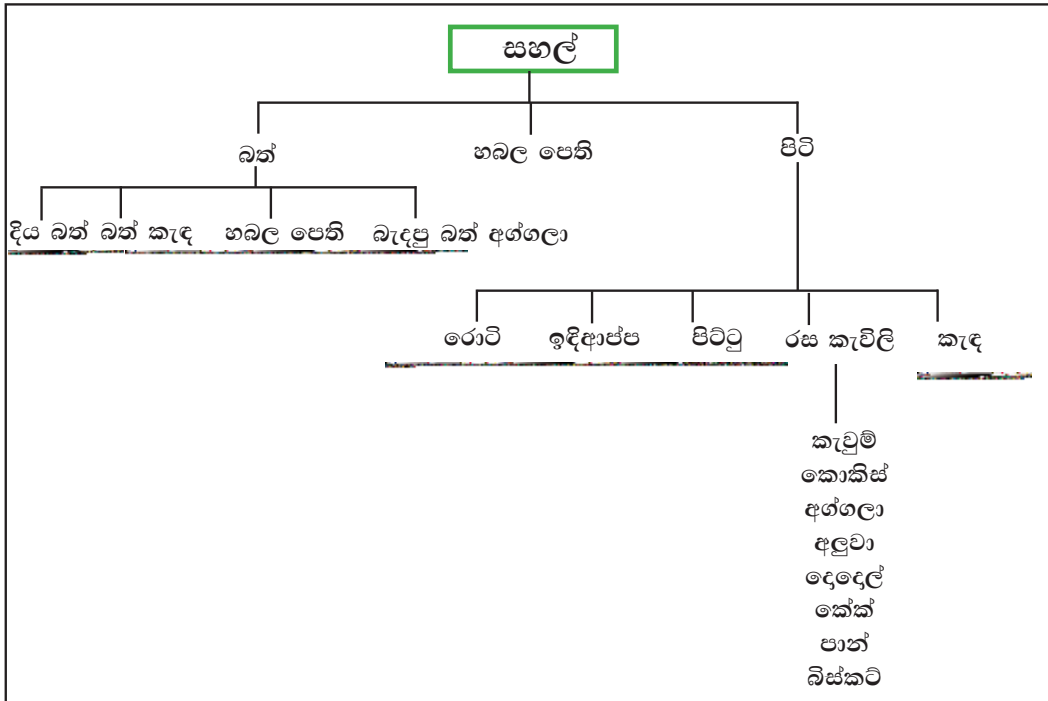 සහල්
බත්
හබල පෙති
පිටි
දිය බත් බත් කැඳ හබල පෙති බැදපු බත් අග්ගලා
රොටි ඉඳිආප්ප පිට්ටු රස කැවිලි කැඳ
කැවුම්
කොකිස්
අග්ගලා
අලුවා
දොදොල්
කේක්
පාන්
බිස්කට්